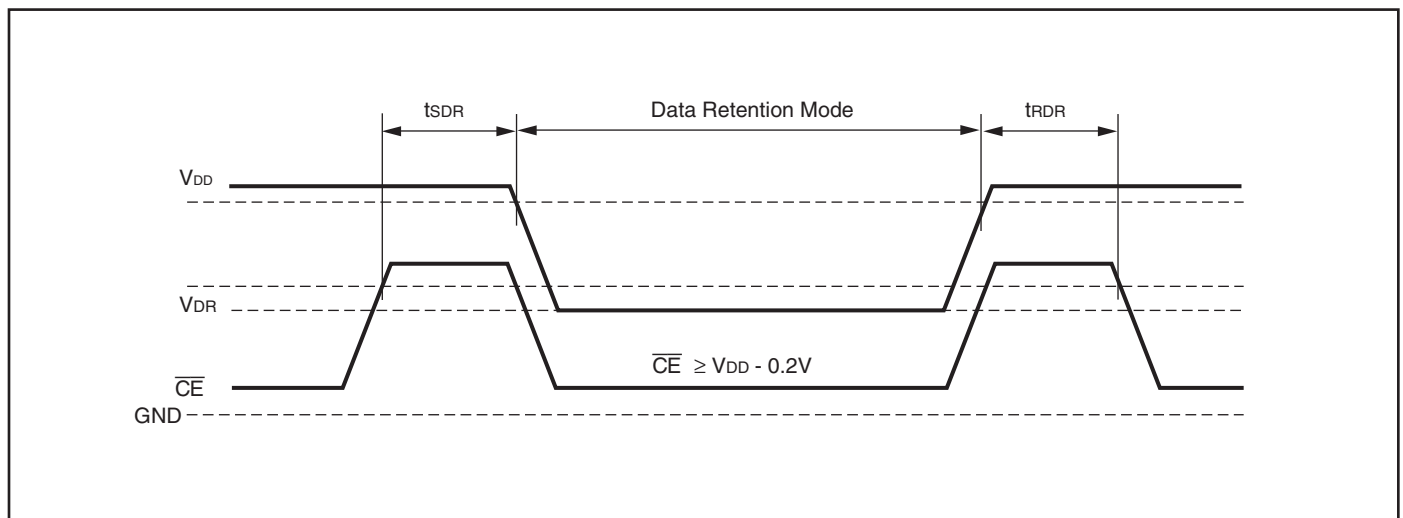 tSDR
Data Retention Mode
tRDR
VDD
VDR
CE ≥ VDD - 0.2V
CE
GND